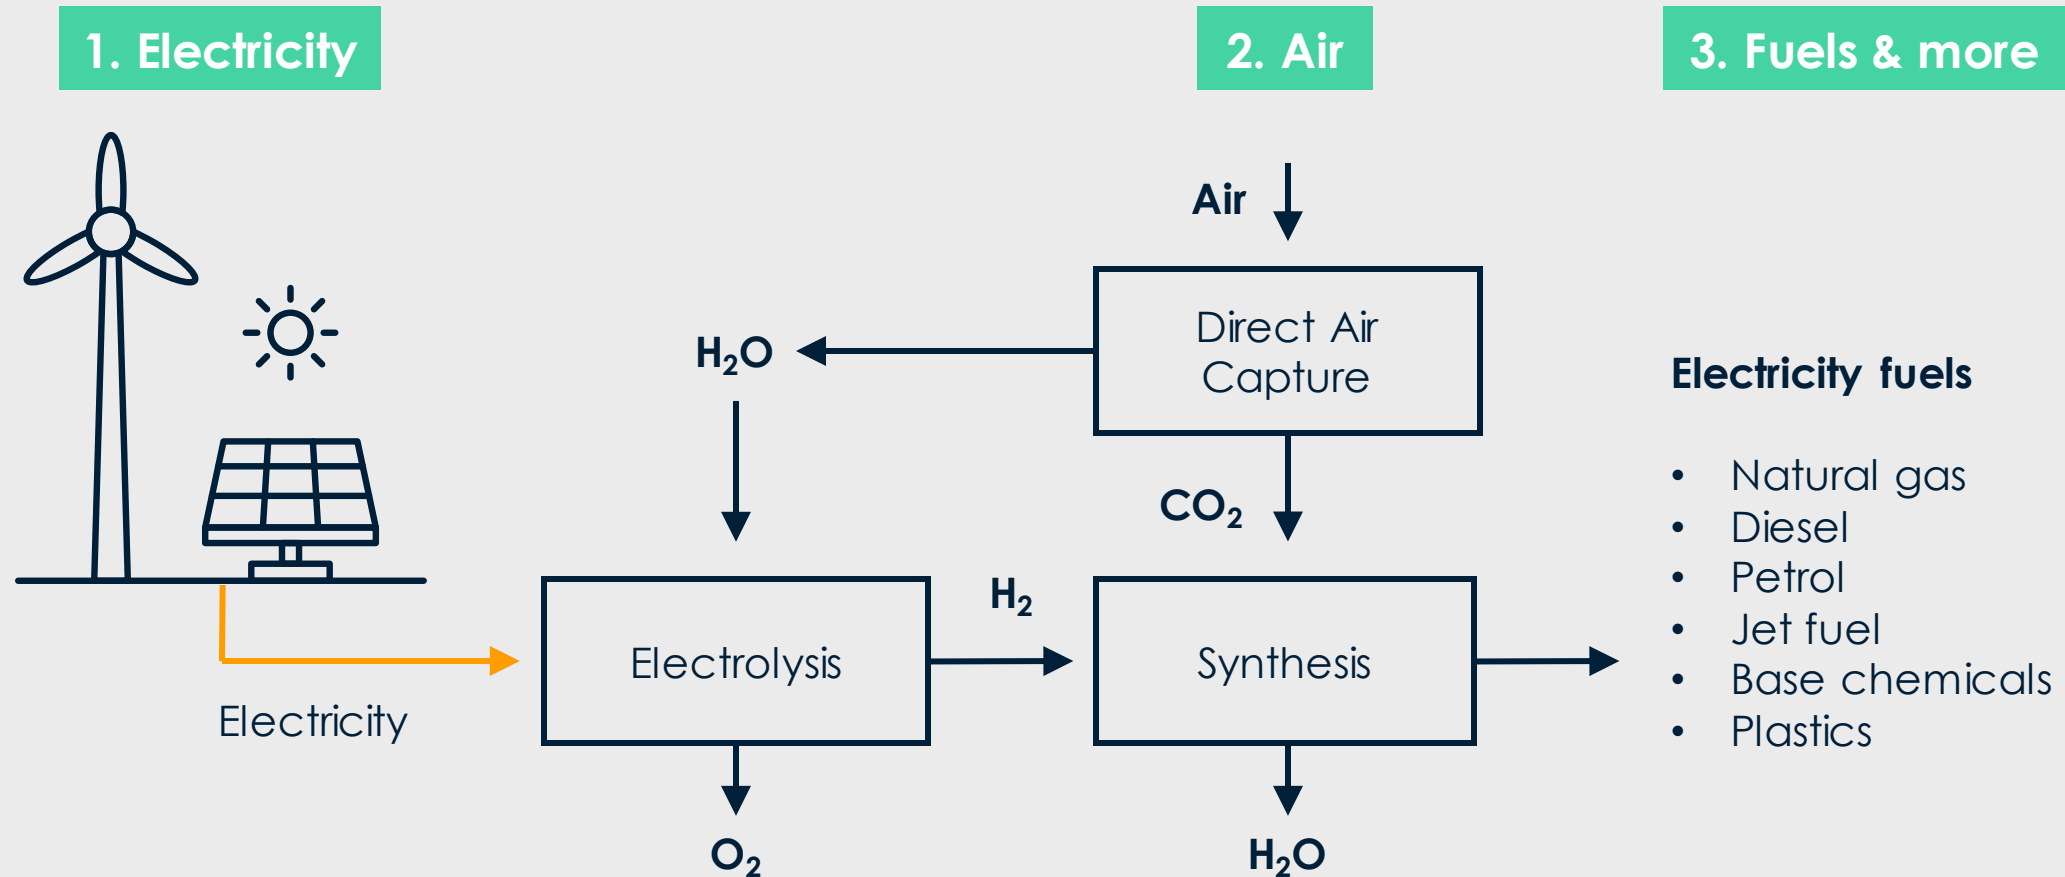 1. Electricity
2. Air
3. Fuels & more
Air
Direct Air
Capture
H₂O
CO₂
Electricity
Electrolysis
H₂
Synthesis
O₂
H₂O
Electricity fuels
• Natural gas
• Diesel
• Petrol
• Jet fuel
• Base chemicals
• Plastics